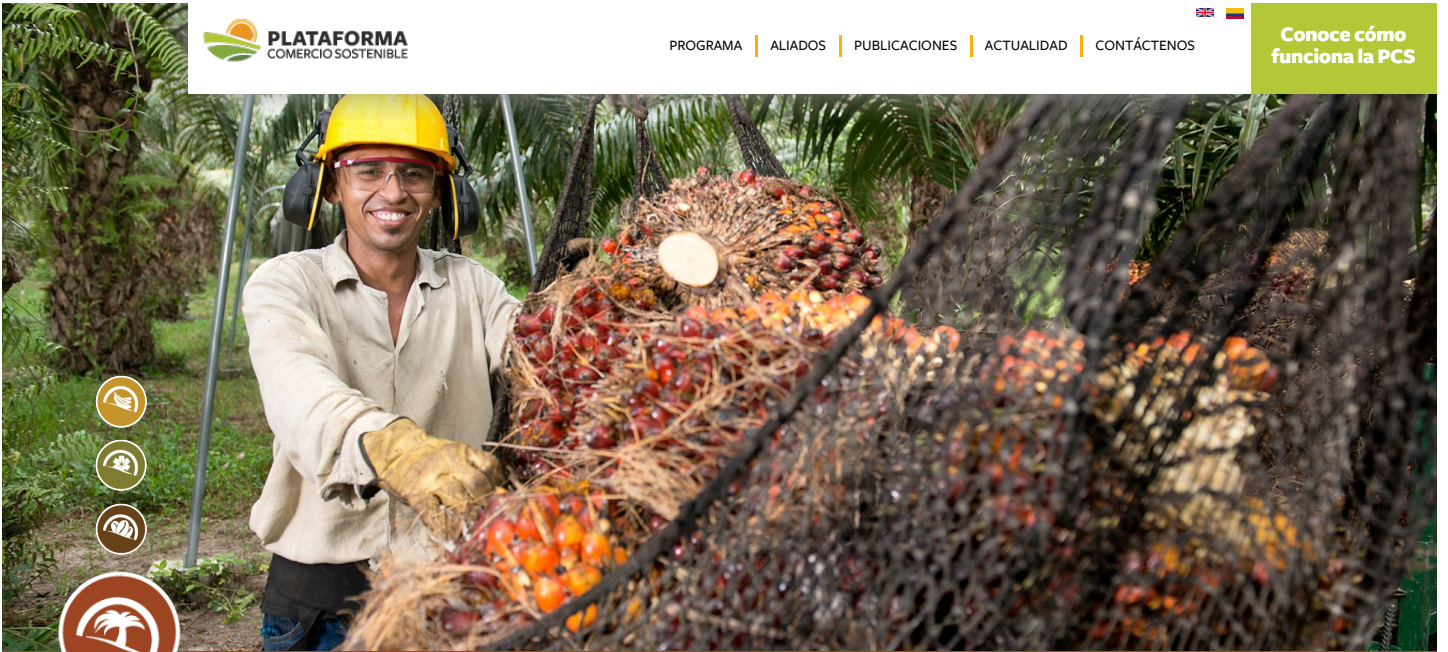 PLATAFORMA
COMERCIO SOSTENIBLE
PROGRAMA
ALIADOS
PUBLICACIONES
ACTUALIDAD
CONTÁCTENOS
Conoce cómo
funciona la PCS